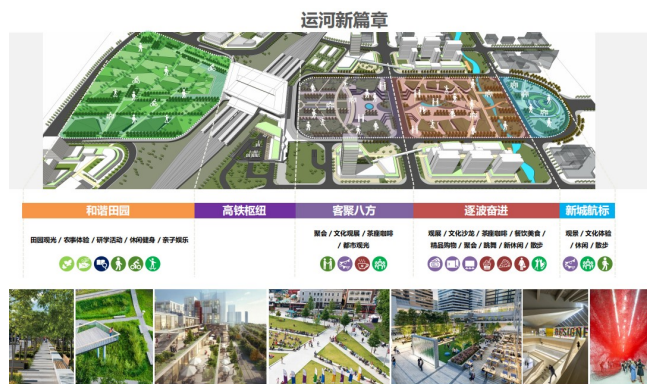 运河新篇章
和谐田园
高铁枢纽
客聚八方
逐波奋进
新城航标
田园观光 / 农事体验 / 研学活动 / 休闲健身 / 亲子娱乐
聚会 / 文化观展 / 茶座咖啡
/ 都市观光
观展 / 文化沙龙 / 茶座咖啡 / 餐饮美食 /
精品购物 / 聚会 / 跳舞 / 新休闲 / 散步
观景 / 文化体验
/ 休闲 / 散步